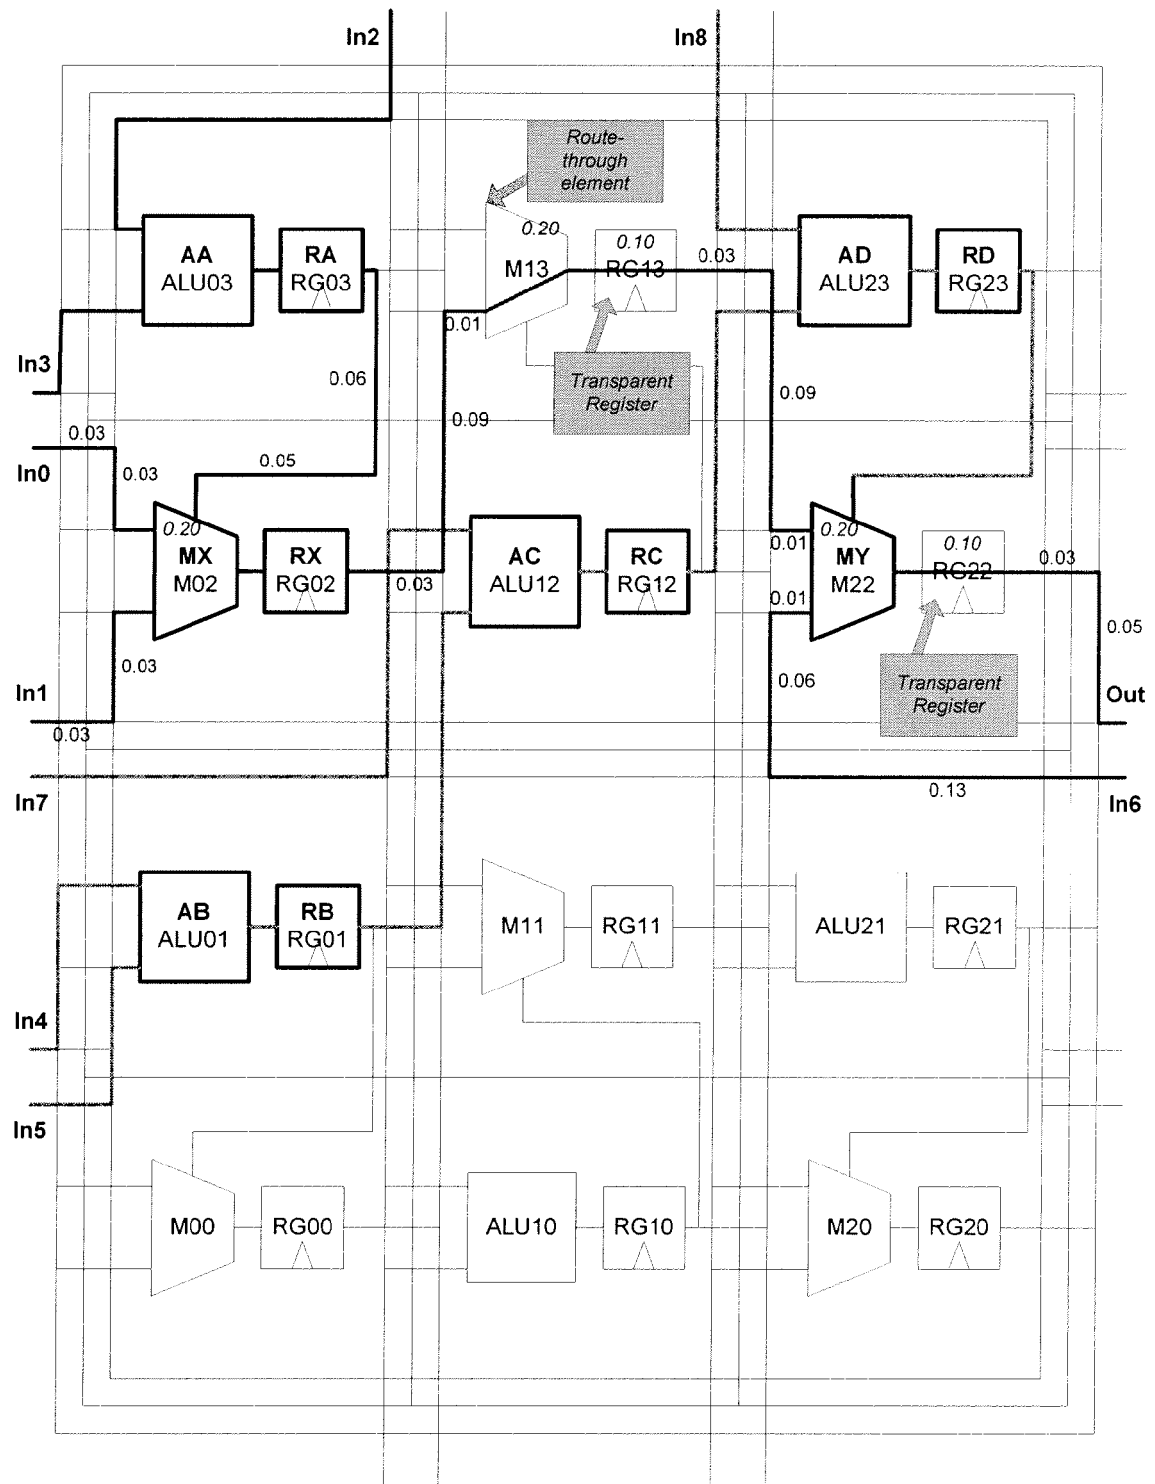 In2
In8
Route-
through
element
AA
ALU03
RA
RG03
0.20
M13
0.10
RG13
0.03
AD
ALU23
RD
RG23
0.01
In3
0.06
Transparent
Register
0.09
0.09
0.03
In0
0.03
0.05
0.20
MX
M02
RX
RG02
0.03
AC
ALU12
RC
RG12
0.01
0.20
MY
M22
0.10
RG22
0.03
0.01
0.03
0.05
In1
0.06
Transparent
Register
Out
0.03
In7
0.13
In6
AB
ALU01
RB
RG01
M11
RG11
ALU21
RG21
In4
In5
M00
RG00
ALU10
RG10
M20
RG20